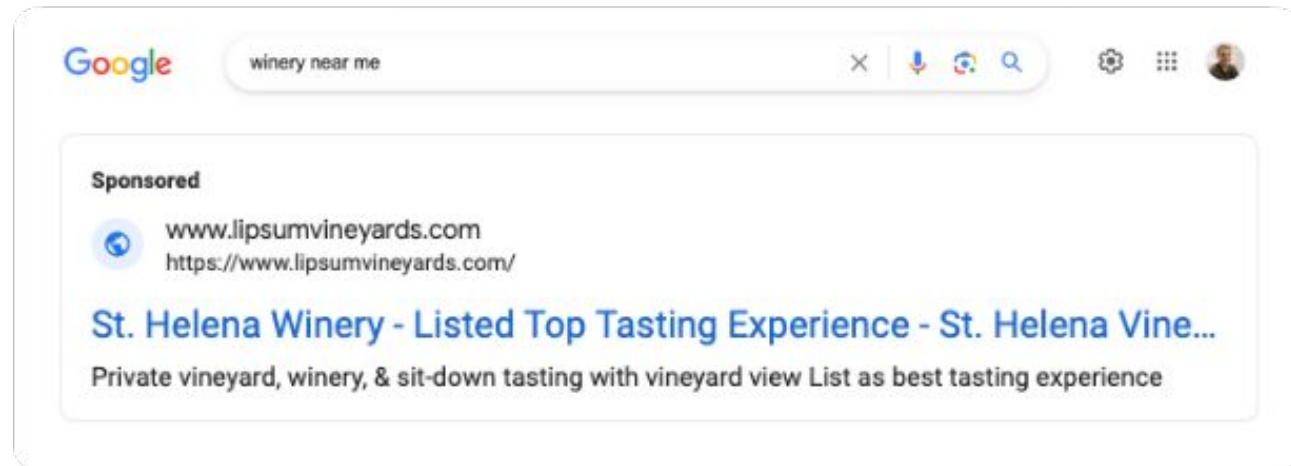 Google
winery near me
Sponsored
www.lipsumvineyards.com
https://www.lipsumvineyards.com/
St. Helena Winery - Listed Top Tasting Experience - St. Helena Vine...
Private vineyard, winery, & sit-down tasting with vineyard view List as best tasting experience